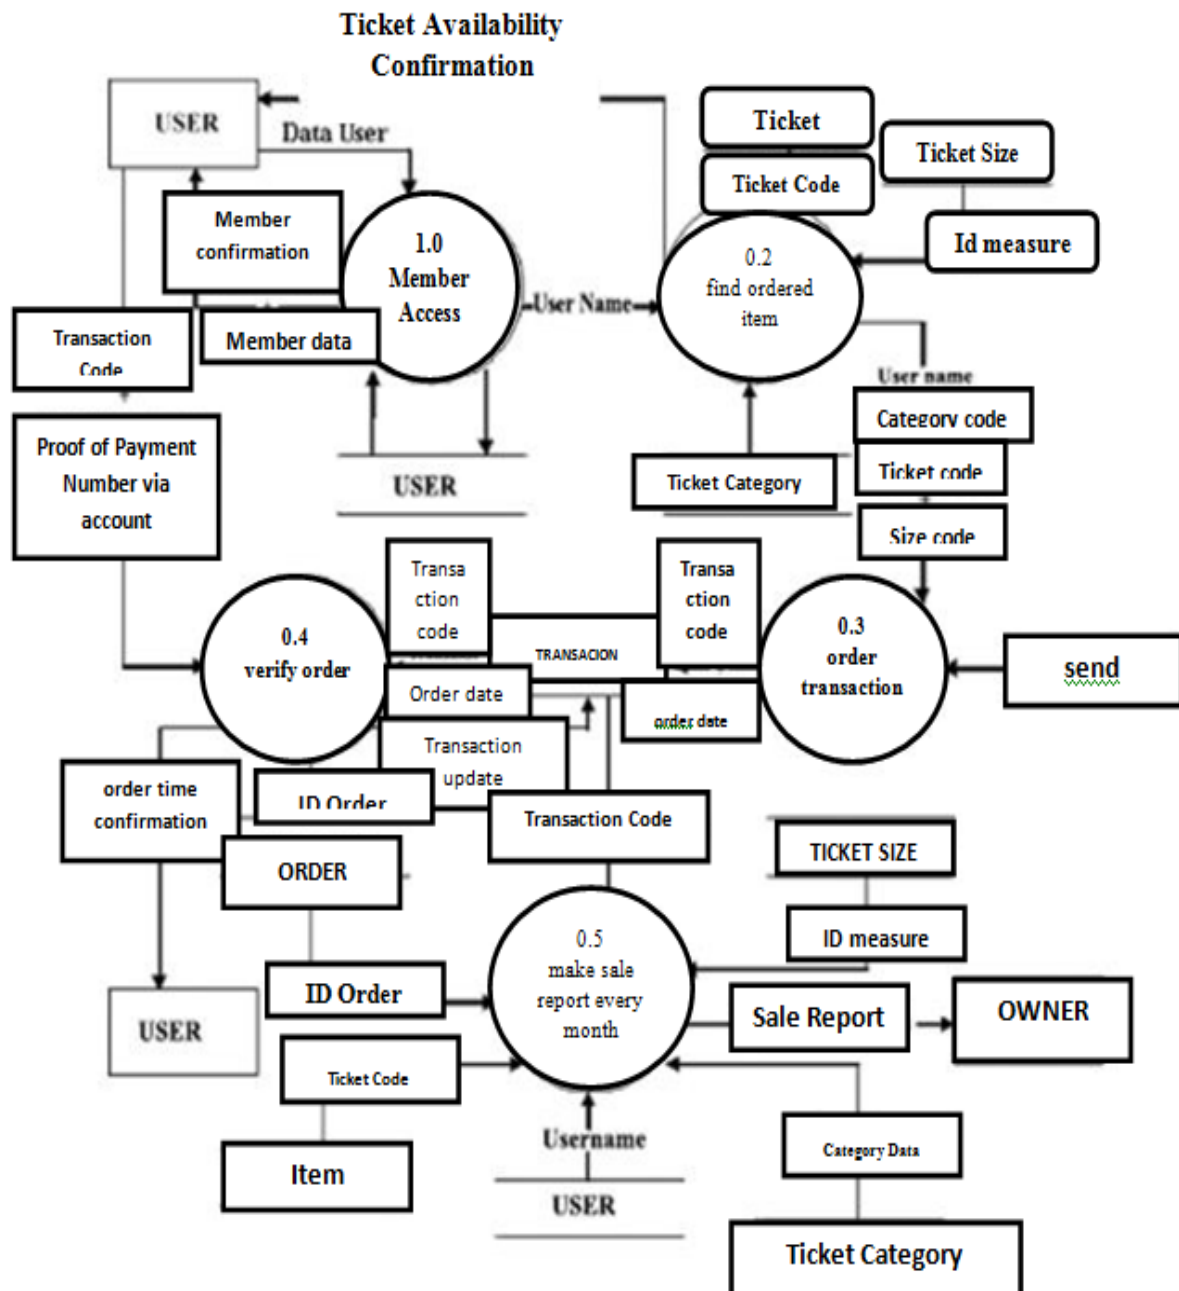 Ticket Availability
Confirmation
USER
Data User
Ticket
Ticket Code
Ticket Size
Id measure
Member
confirmation
1.0
Member
Access
User Name
0.2
find ordered
item
Transaction
Code
Member data
User name
Category code
Ticket code
Size code
Proof of Payment
Number via
account
USER
Ticket Category
Transa
ction
code
Transa
ction
code
0.4
verify order
TRANSACION
0.3
order
transaction
send
Order date
order date
Transaction
update
order time
confirmation
ID Order
Transaction Code
ORDER
TICKET SIZE
ID measure
0.5
make sale
report every
month
ID Order
Sale Report
OWNER
USER
Ticket Code
Item
Username
USER
Category Data
Ticket Category